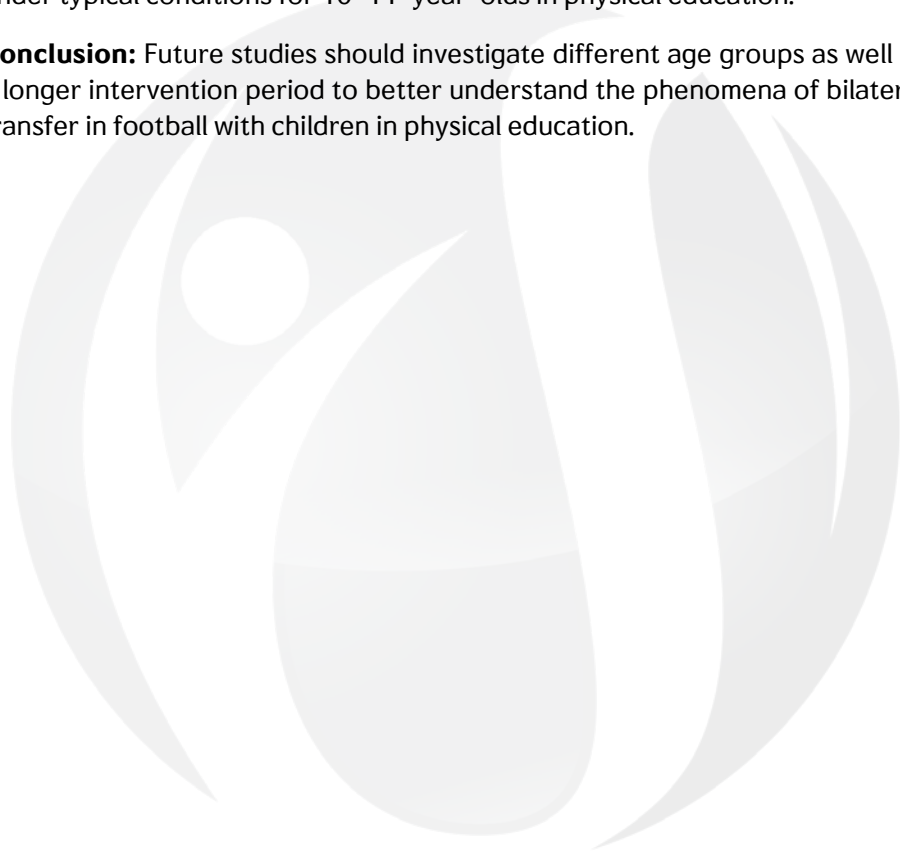 under typical conditions for 10-11-year-olds in physical education.
onclusion: Future studies should investigate different age groups as well
longer intervention period to better understand the phenomena of bilater
ransfer in football with children in physical education.